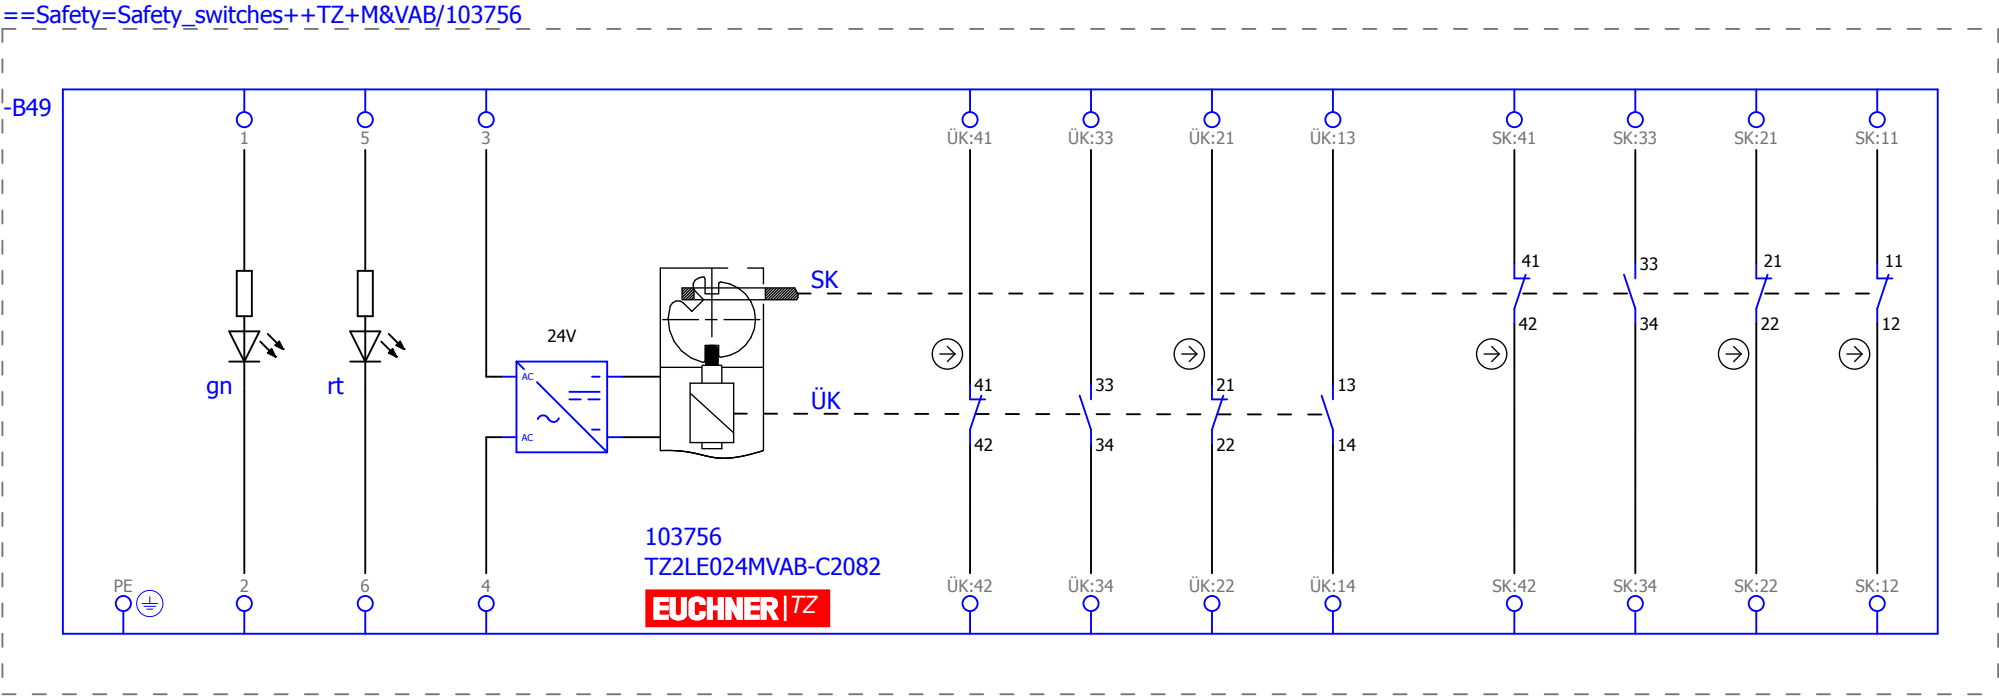 ==Safety=Safety_switches++TZ+M&VAB/103756
-B49
1 5 3 ÜK:41 ÜK:33 ÜK:21 ÜK:13 SK:41 SK:33 SK:21 SK:11
SK
41 33 21 11
42 34 22 12
24V
AC
gn rt
ÜK
41 33 21 13
AC
42 34 22 14
103756
TZ2LE024MVAB-C2082
PE 2 6 4 ÜK:42 ÜK:34 ÜK:22 ÜK:14 SK:42 SK:34 SK:22 SK:12
EUCHNER|TZ